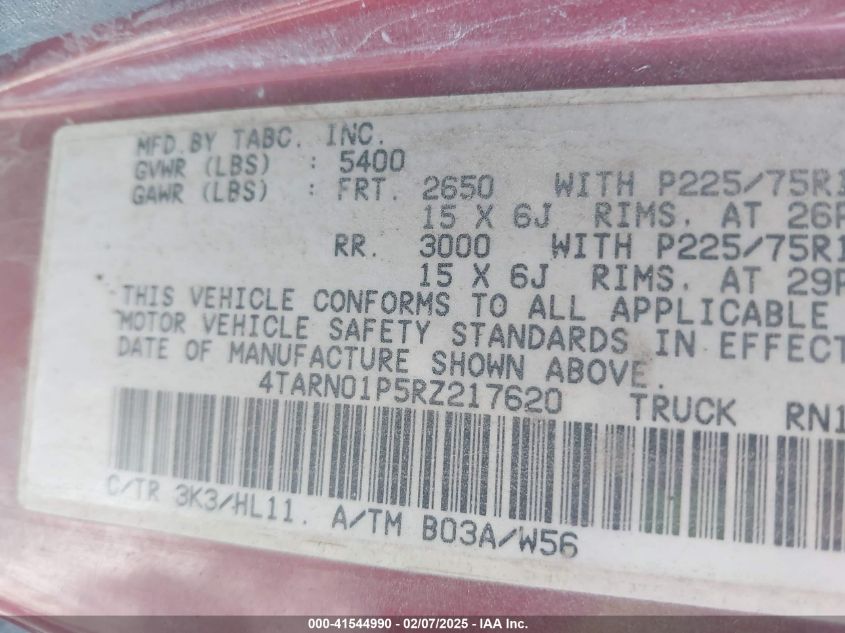 MFD.BY TABC. INC.
GVWR (LBS) : 5400
GAWR (LBS) : FRT. 2650 WITH P225/75R1
15 X 6J RIMS. AT 26P
RR. 3000 WITH P225/75R1
15 X 6J RIMS. AT 29P
THIS VEHICLE CONFORMS TO ALL APPLICABLE
MOTOR VEHICLE SAFETY STANDARDS IN EFFECT
DATE OF MANUFACTURE SHOWN ABOVE.
4TARN01P5RZ217620 TRUCK RN1
C/TR 3K3/HL11. A/TM B03A/W56
000-41544990 - 02/07/2025 - IAA Inc.